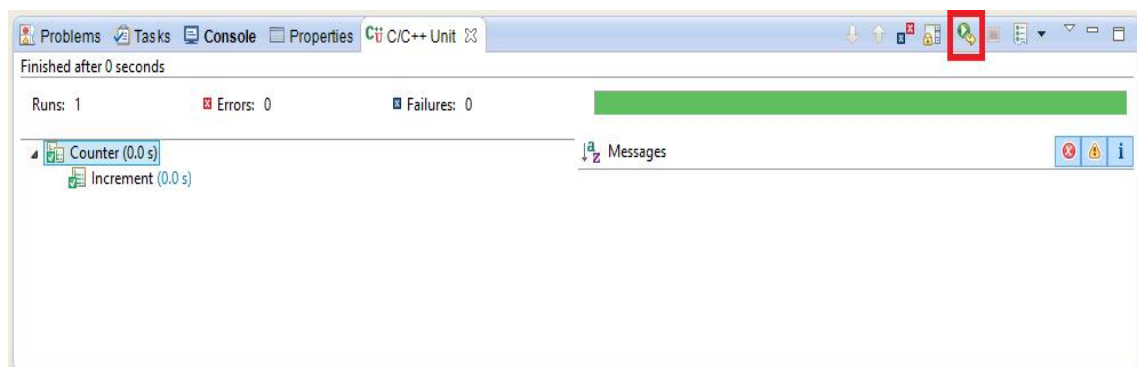 Problems Tasks Console Properties C/C++ Unit
Finished after 0 seconds
Runs: 1 Errors: 0 Failures: 0
Counter (0.0 s)
Messages
Increment (0.0 s)